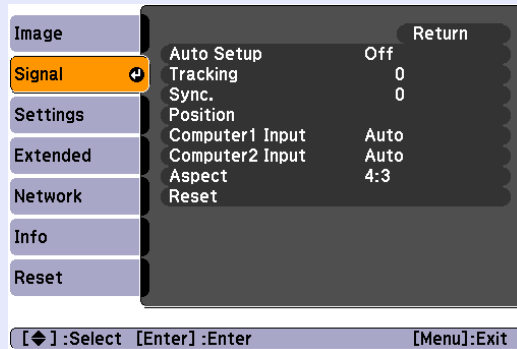 Image
Signal
Settings
Extended
Network
Info
Reset
Return
Auto Setup Off
Tracking 0
Sync. 0
Position
Computer1 Input Auto
Computer2 Input Auto
Aspect 4:3
Reset
[◆] :Select [Enter] :Enter [Menu]:Exit